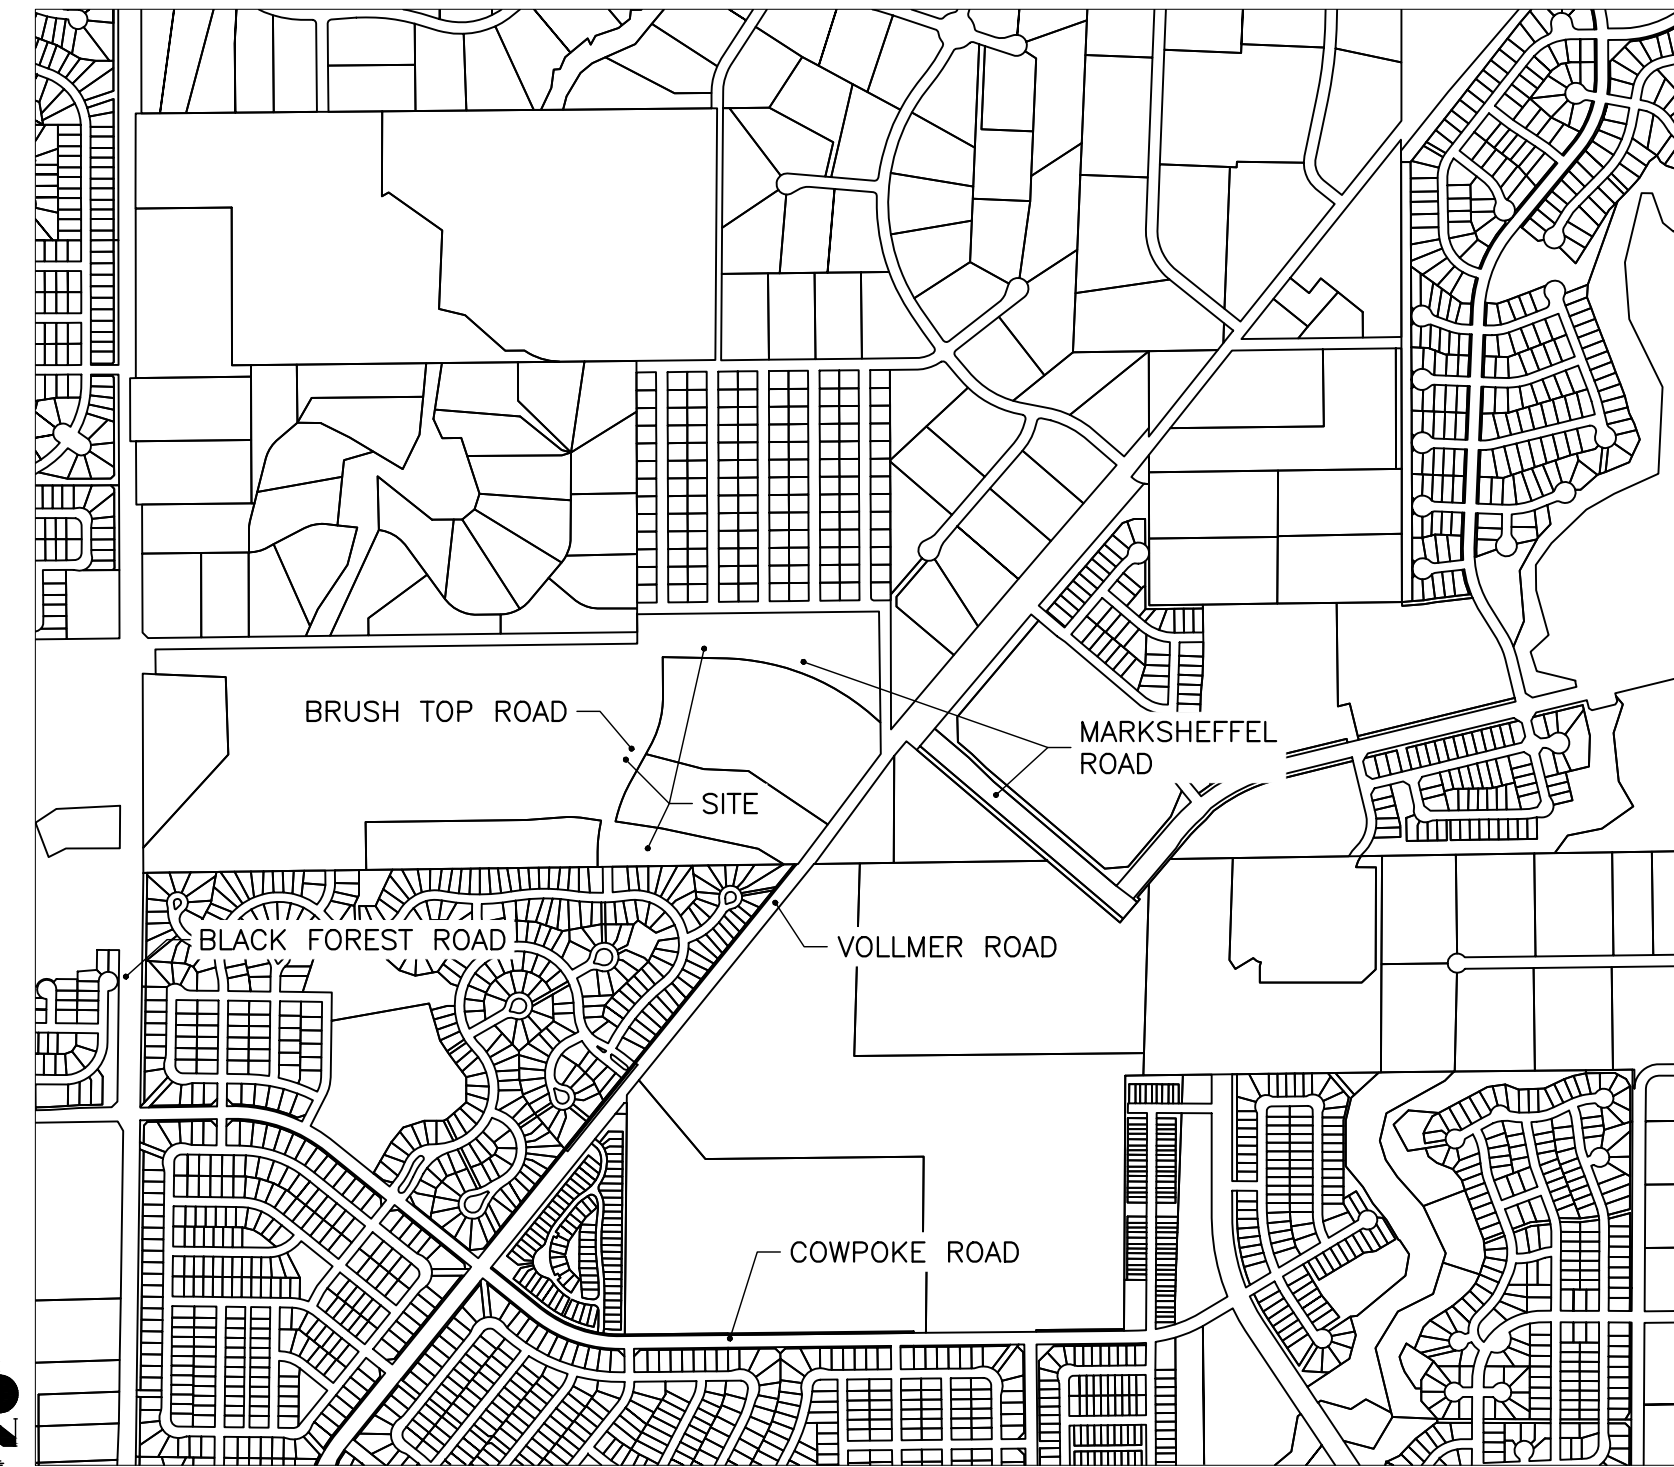 BRUSH TOP ROAD
MARKSHEFFEL
ROAD
SITE
BLACK FOREST ROAD
VOLLMER ROAD
COWPOKE ROAD